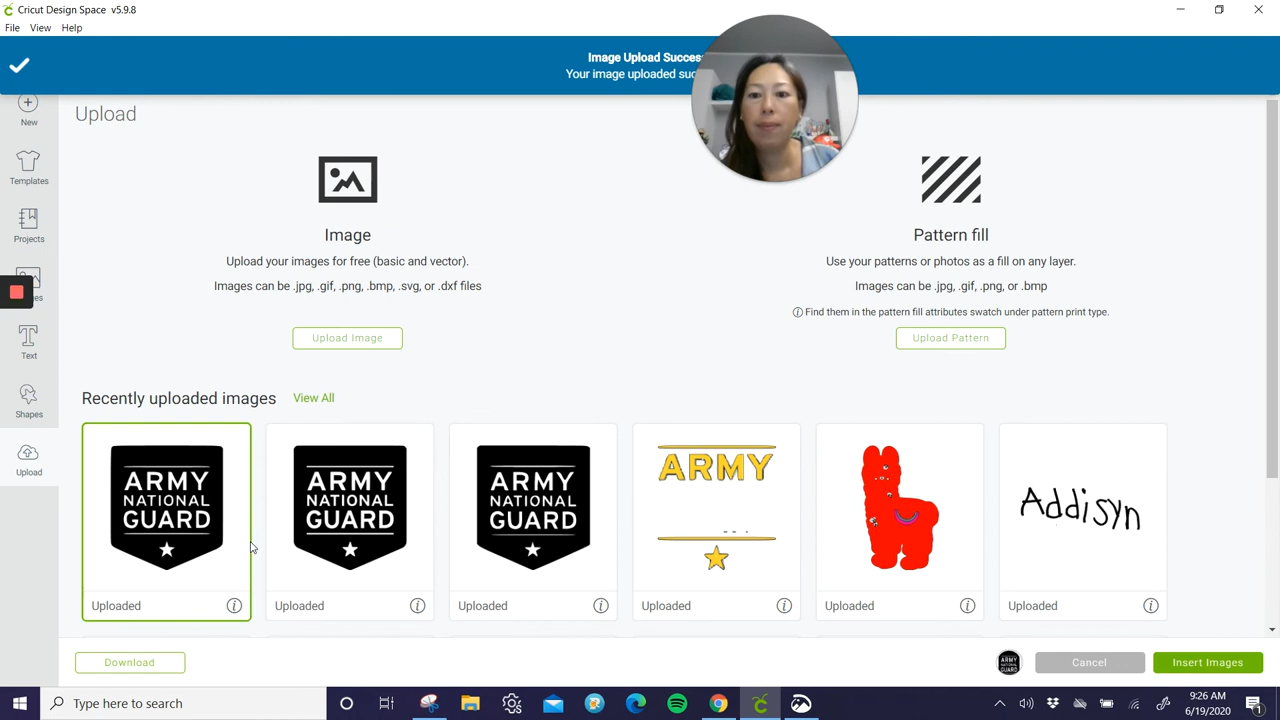 Cricut Design Space v5.9.8
File View Help
Image Upload Succes
Your image uploaded suc
New
Upload
Templates
Projects
Text
Shapes
Upload
Image
Upload your images for free (basic and vector).
Images can be .jpg, .gif, .png, .bmp, .svg, or .dxf files
Upload Image
Pattern fill
Use your patterns or photos as a fill on any layer.
Images can be .jpg, .gif, .png, or .bmp
Find them in the pattern fill attributes swatch under pattern print type.
Upload Pattern
Recently uploaded images View All
ARMY
NATIONAL
GUARD
Uploaded
ARMY
NATIONAL
GUARD
Uploaded
ARMY
NATIONAL
GUARD
Uploaded
ARMY
Uploaded
Uploaded
Addisyn
Uploaded
Download
ARMY
NATIONAL
GUARD
Cancel
Insert Images
Type here to search
9:26 AM
6/19/2020
1